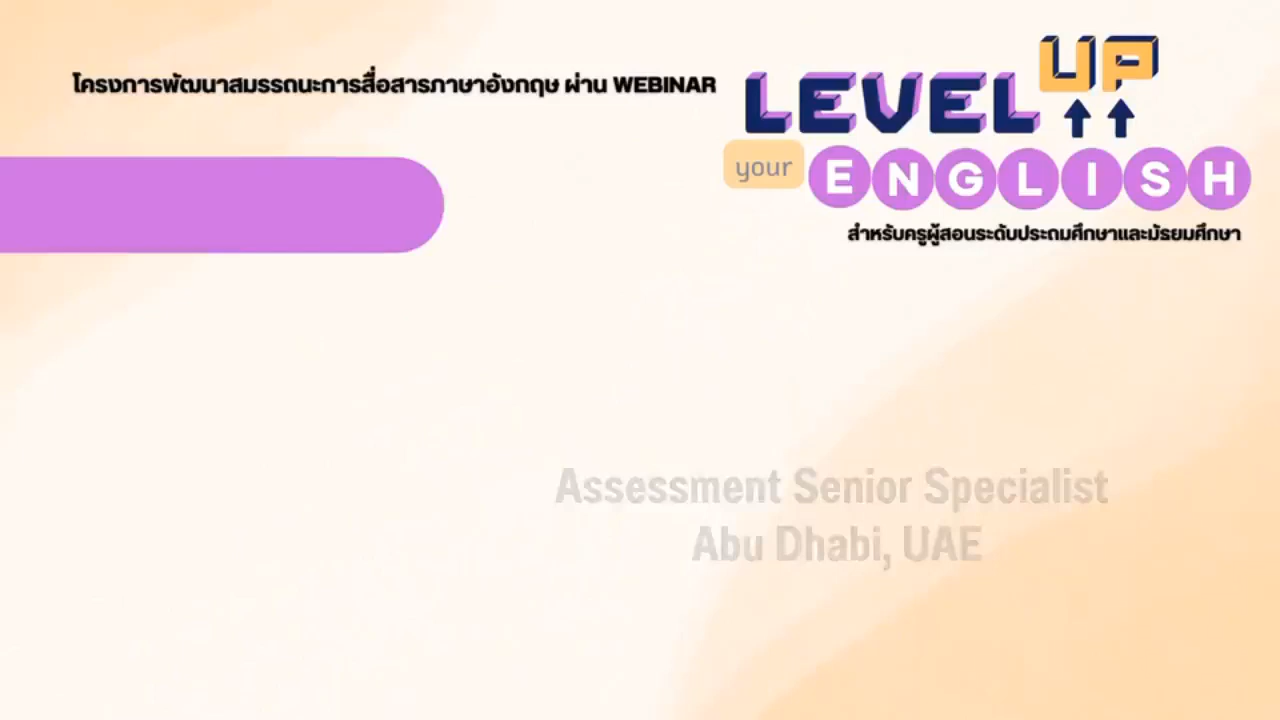 โครงการพัฒนาสมรรถนะการสื่อสารภาษาอังกฤษ ผ่าน WEBINAR
LEVEL UP
your ENGLISH
สำหรับครูผู้สอนระดับประถมศึกษาและมัธยมศึกษา
Assessment Senior Specialist
Abu Dhabi, UAE